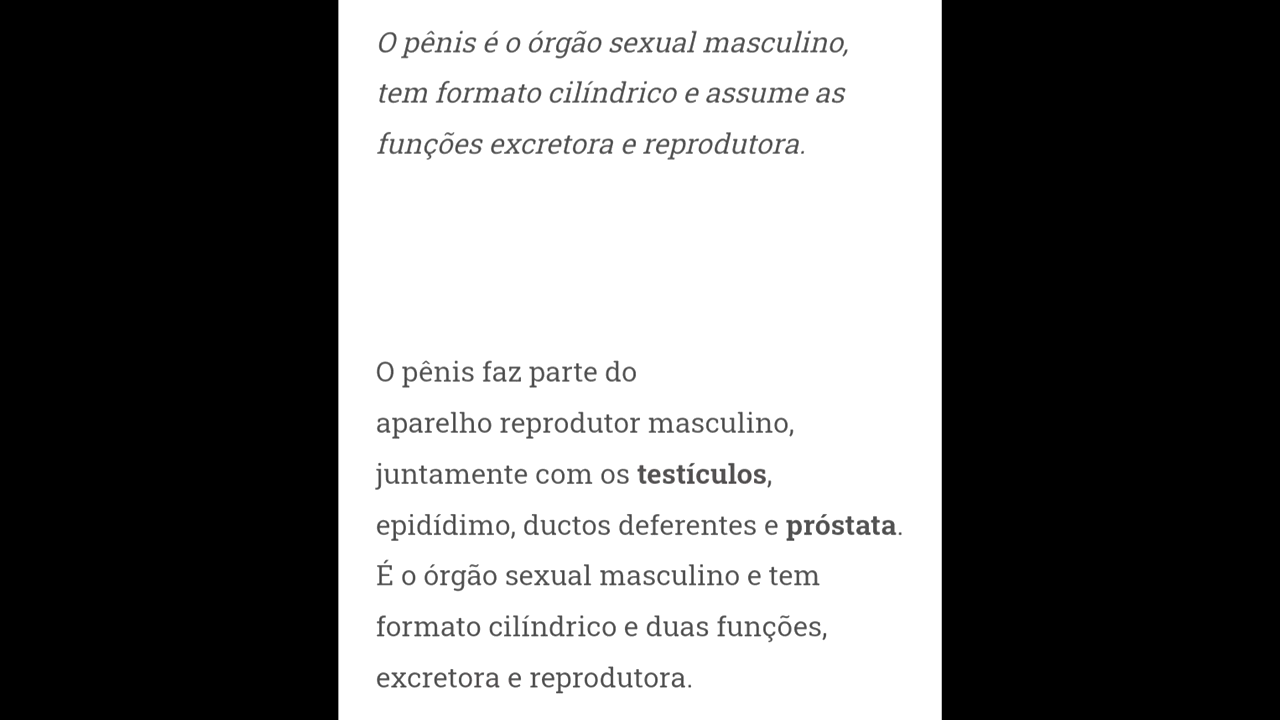 O pênis é o órgão sexual masculino,
tem formato cilíndrico e assume as
funções excretora e reprodutora.
O pênis faz parte do
aparelho reprodutor masculino,
juntamente com os testículos,
epidídimo, ductos deferentes e próstata.
É o órgão sexual masculino e tem
formato cilíndrico e duas funções,
excretora e reprodutora.